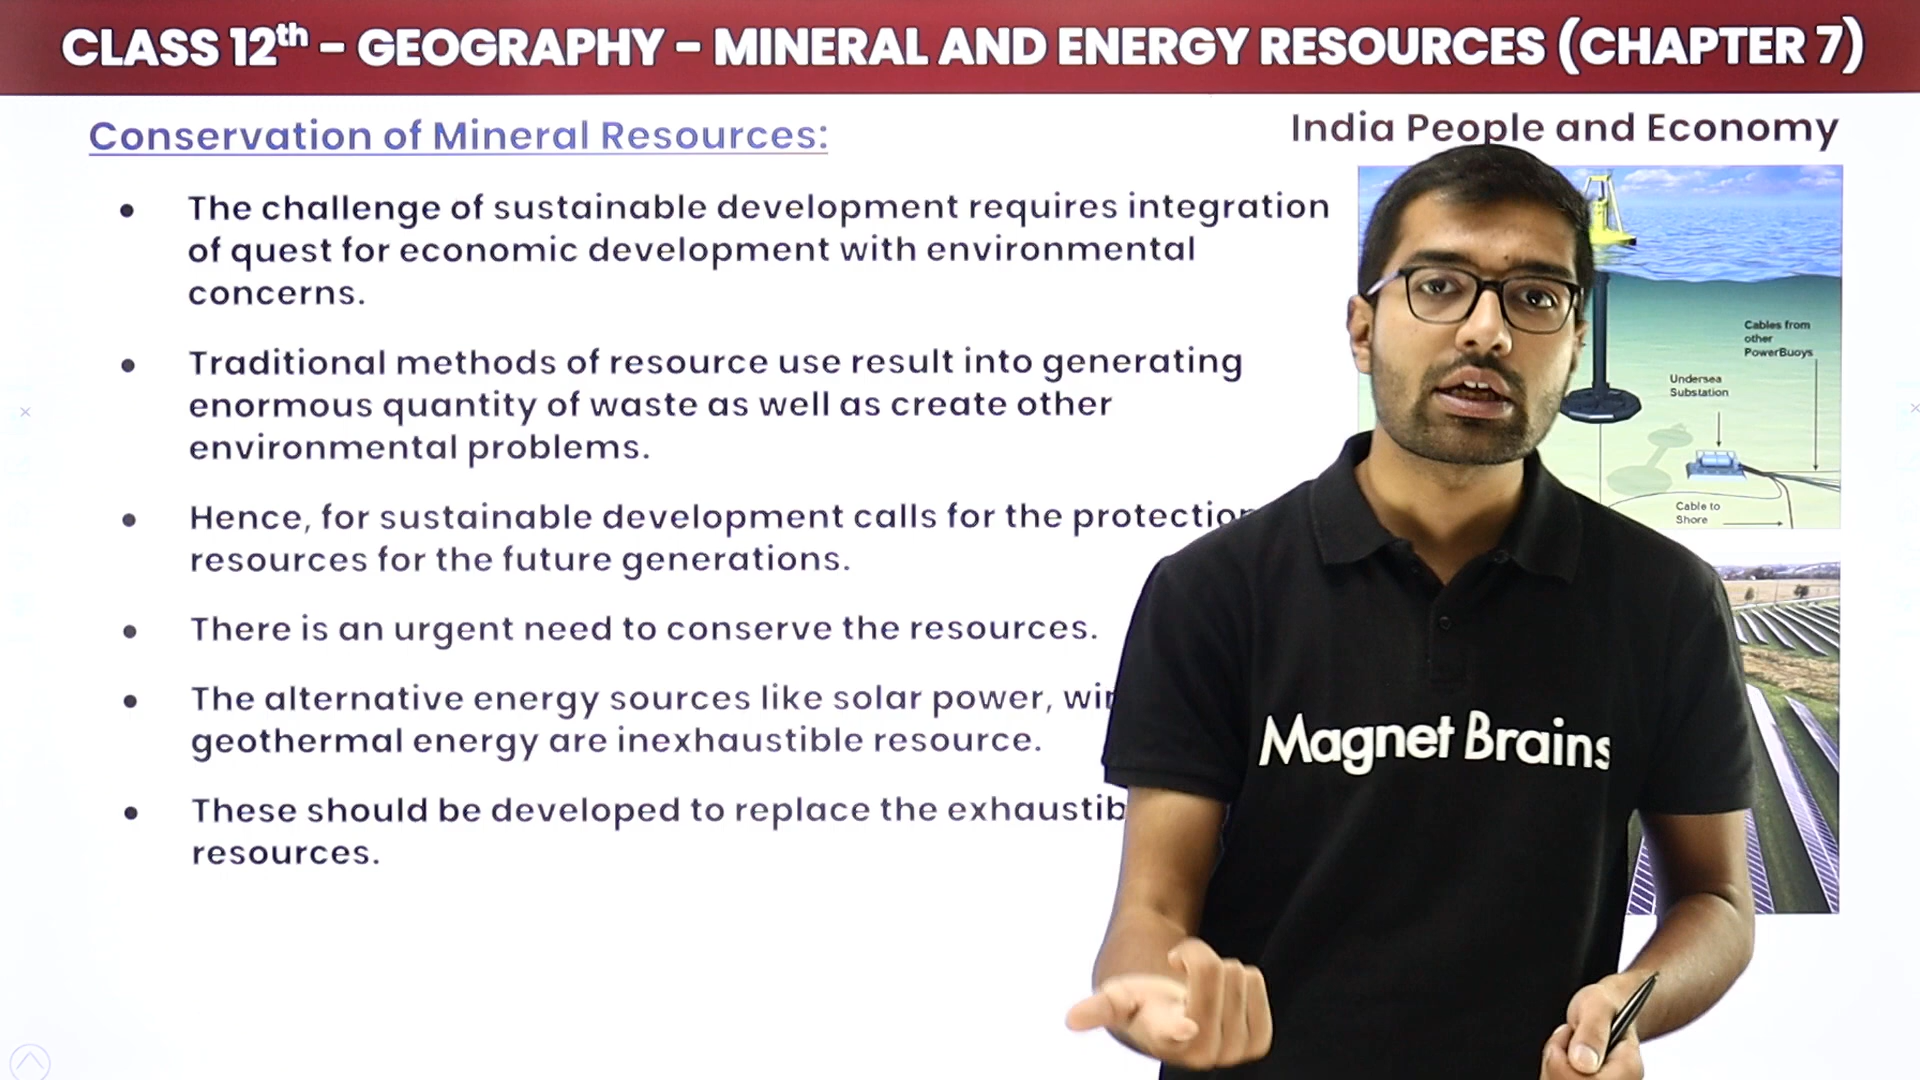 CLASS 12th - GEOGRAPHY - MINERAL AND ENERGY RESOURCES (CHAPTER 7)
Conservation of Mineral Resources:
India People and Economy
• The challenge of sustainable development requires integration
of quest for economic development with environmental
concerns.
• Traditional methods of resource use result into generating
enormous quantity of waste as well as create other
environmental problems.
• Hence, for sustainable development calls for the protection
resources for the future generations.
• There is an urgent need to conserve the resources.
• The alternative energy sources like solar power,
geothermal energy are inexhaustible resource.
• These should be developed to replace the
resources.
Cables from
other
PowerBuoys
Undersea
Substation
Cable to
Shore
Magnet Brains